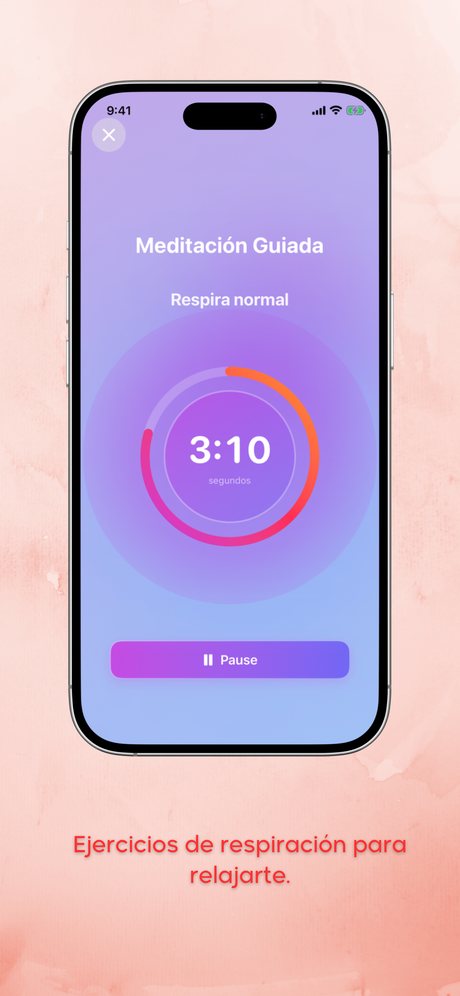 9:41
Meditación Guiada
Respira normal
3:10
segundos
Pause
Ejercicios de respiración para
relajarte.